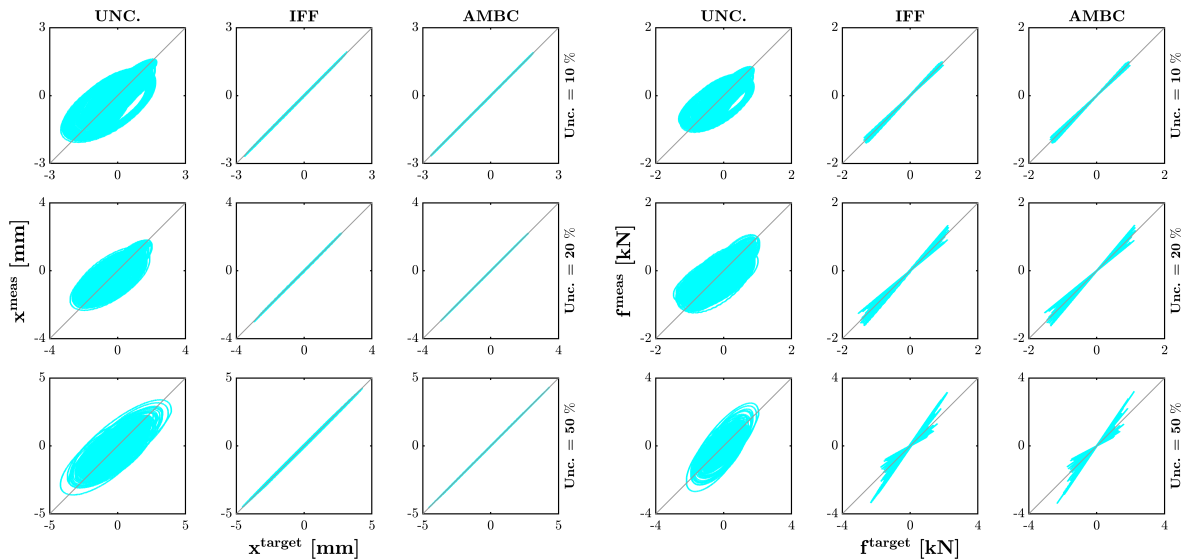 UNC. IFF AMBC UNC. IFF AMBC
3 3 3 2 2 2
0 0 0 0 0 0
-3 -3 -3 -2 -2 -2
-3 0 3 -3 0 3 -3 0 3 -2 0 2 -2 0 2 -2 0 2
Unc. = 10 % Unc. = 10 %
4 4 4 2 2 2
0 0 0 0 0 0
-4 -4 -4 -2 -2 -2
-4 0 4 -4 0 4 -4 0 4 -2 0 2 -2 0 2 -2 0 2
x^meas [mm] Unc. = 20 % f^meas [kN] Unc. = 20 %
5 5 5 4 4 4
0 0 0 0 0 0
-5 -5 -5 -4 -4 -4
-5 0 5 -5 0 5 -5 0 5 -4 0 4 -4 0 4 -4 0 4
Unc. = 50 % Unc. = 50 %
x^target [mm] f^target [kN]